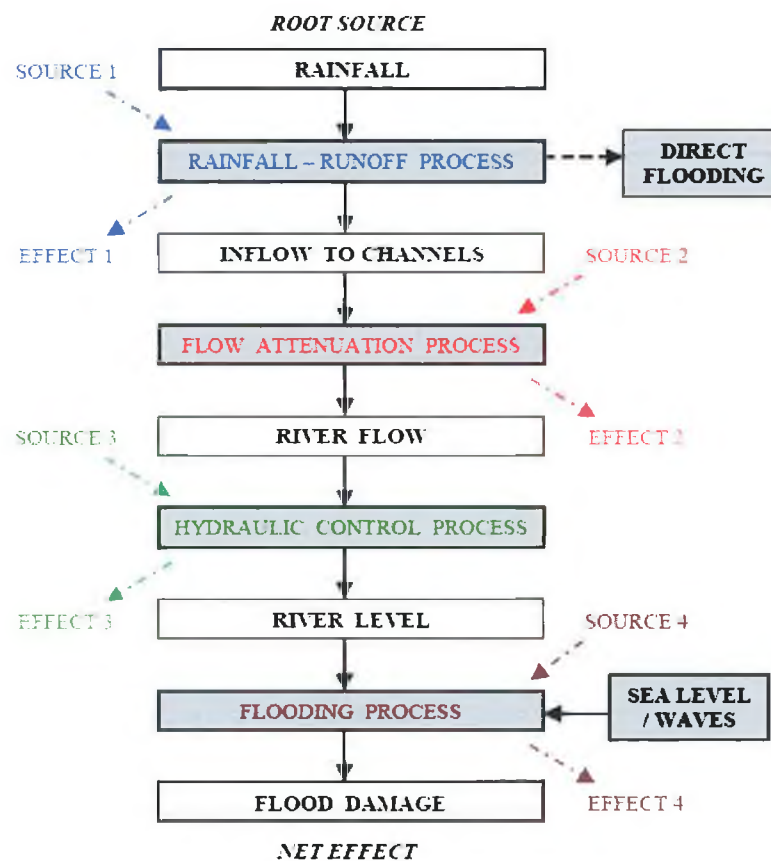 ROOT SOURCE
SOURCE 1
RAINFALL
RAINFALL – RUNOFF PROCESS
DIRECT
FLOODING
EFFECT 1
INFLOW TO CHANNELS
SOURCE 2
FLOW ATTENUATION PROCESS
SOURCE 3
RIVER FLOW
EFFECT 2
HYDRAULIC CONTROL PROCESS
EFFECT 3
RIVER LEVEL
SOURCE 4
FLOODING PROCESS
SEA LEVEL
/ WAVES
FLOOD DAMAGE
EFFECT 4
NET EFFECT